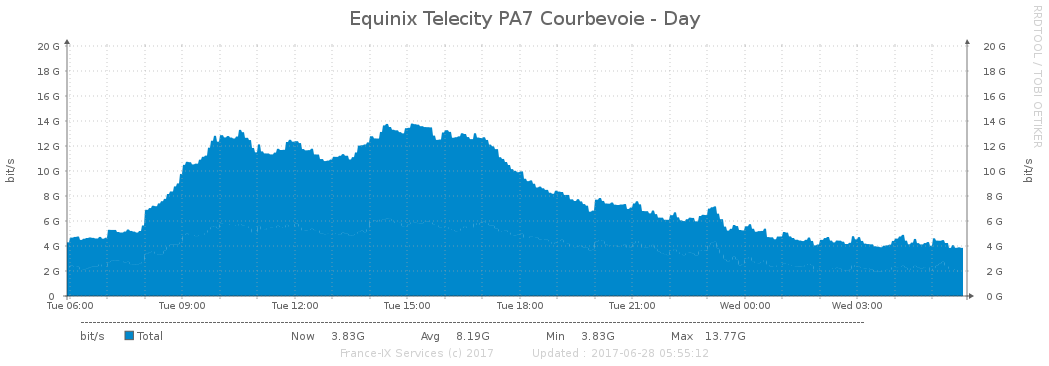 Equinix Telecity PA7 Courbevoie - Day
RRDTOOL / TOBI OETIKER
bit/s
20 G 20 G
18 G 18 G
16 G 16 G
14 G 14 G
12 G 12 G
10 G 10 G
8 G 8 G
6 G 6 G
4 G 4 G
2 G 2 G
0 0 G
bit/s
Tue 06:00 Tue 09:00 Tue 12:00 Tue 15:00 Tue 18:00 Tue 21:00 Wed 00:00 Wed 03:00
bit/s Total Now 3.83G Avg 8.19G Min 3.83G Max 13.77G
France-IX Services (c) 2017 Updated : 2017-06-28 05:55:12